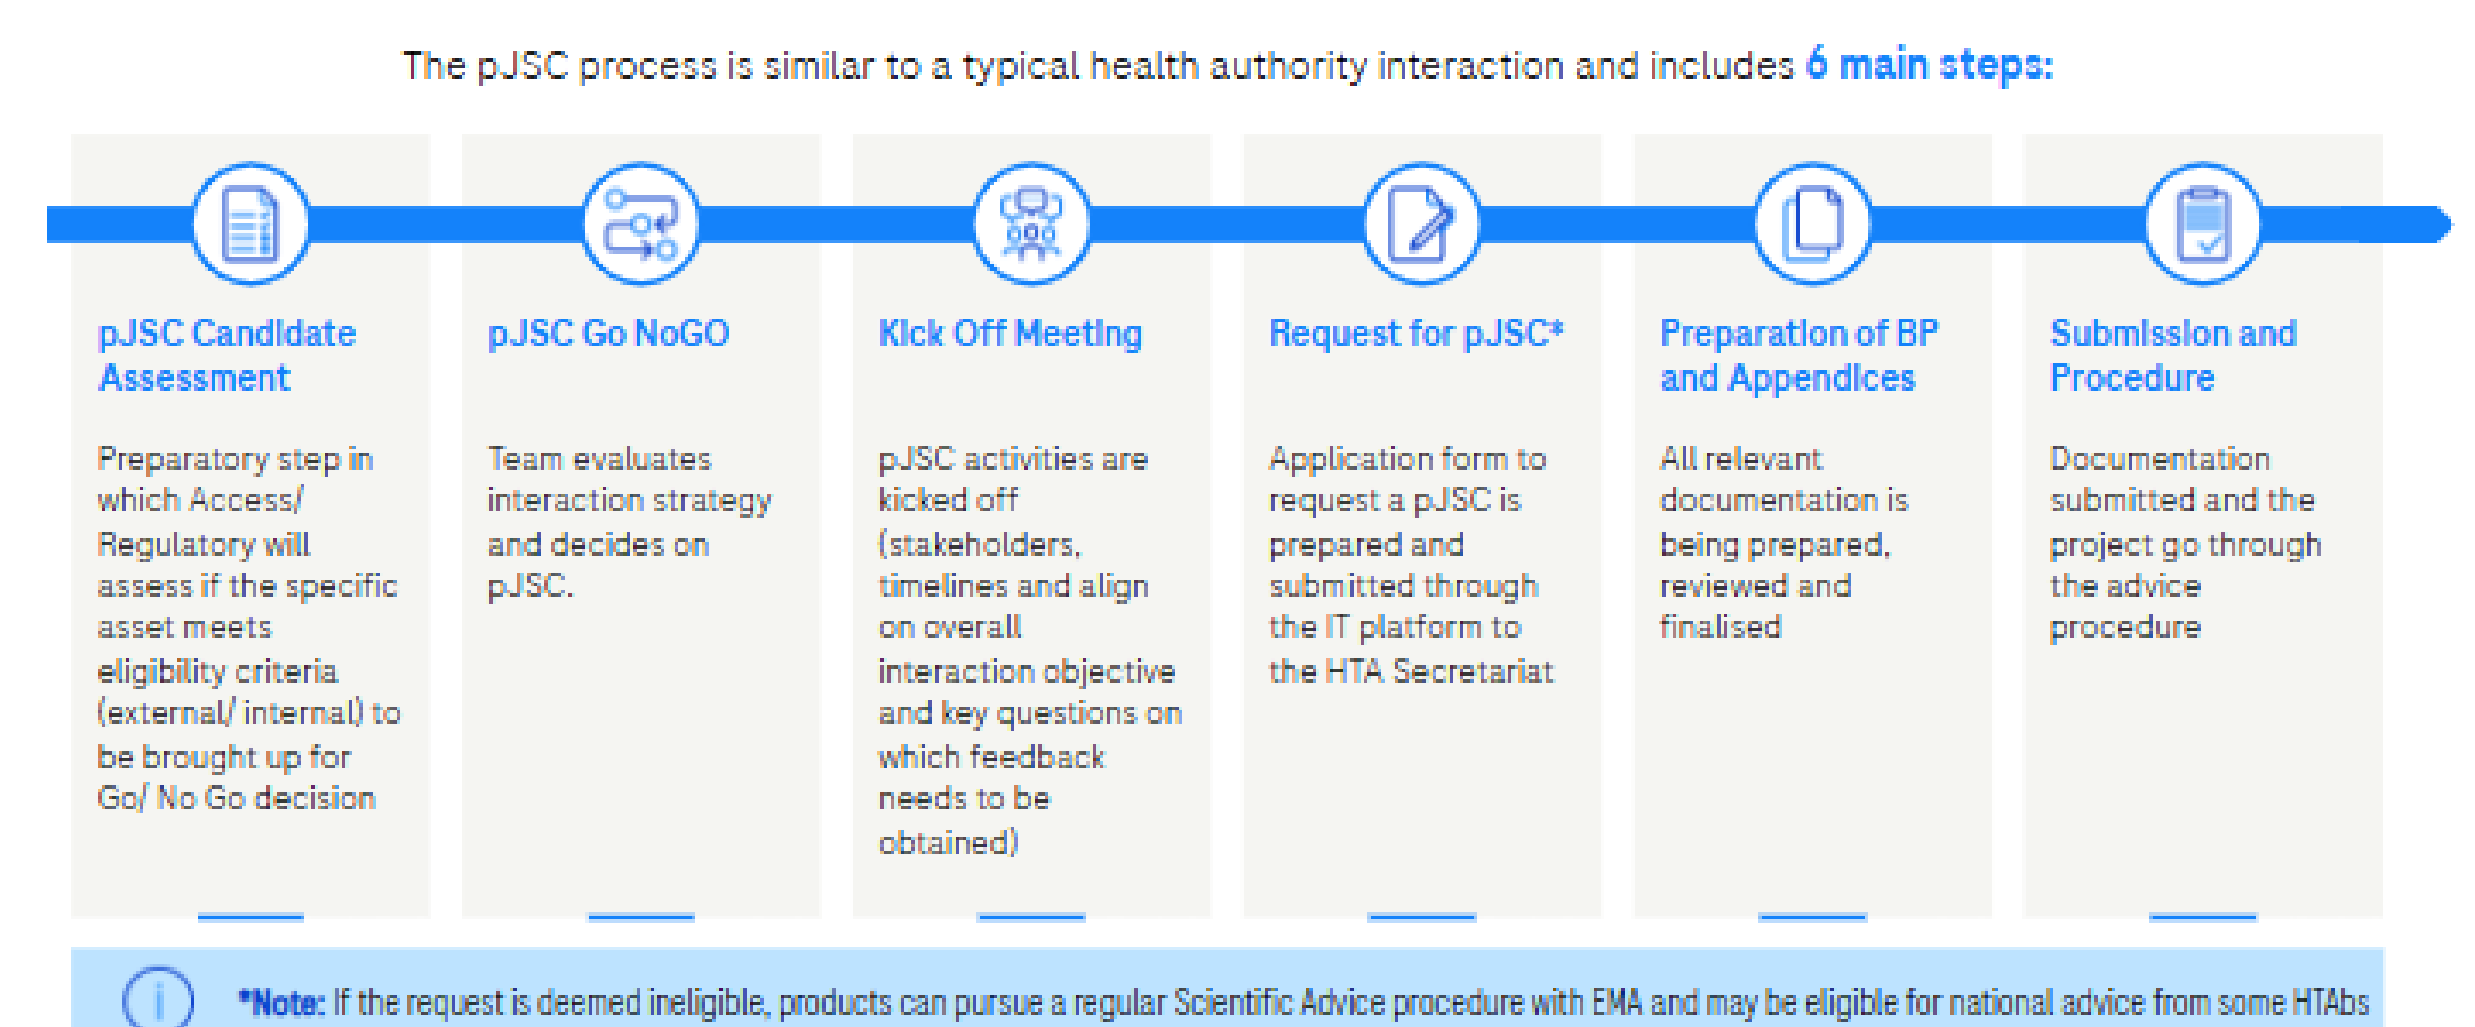 The pJSC process is similar to a typical health authority interaction and includes 6 main steps:
pJSC Candidate
Assessment
Preparatory step in
which Access/
Regulatory will
assess if the specific
asset meets
eligibility criteria
(external/ internal) to
be brought up for
Go/ No Go decision
pJSC Go NoGO
Team evaluates
interaction strategy
and decides on
pJSC.
Kick Off Meeting
pJSC activities are
kicked off
(stakeholders,
timelines and align
on overall
interaction objective
and key questions on
which feedback
needs to be
obtained)
Request for pJSC*
Application form to
request a pJSC is
prepared and
submitted through
the IT platform to
the HTA Secretariat
Preparation of BP
and Appendices
All relevant
documentation is
being prepared,
reviewed and
finalised
Submission and
Procedure
Documentation
submitted and the
project go through
the advice
procedure
*Note: If the request is deemed ineligible, products can pursue a regular Scientific Advice procedure with EMA and may be eligible for national advice from some HTAbs